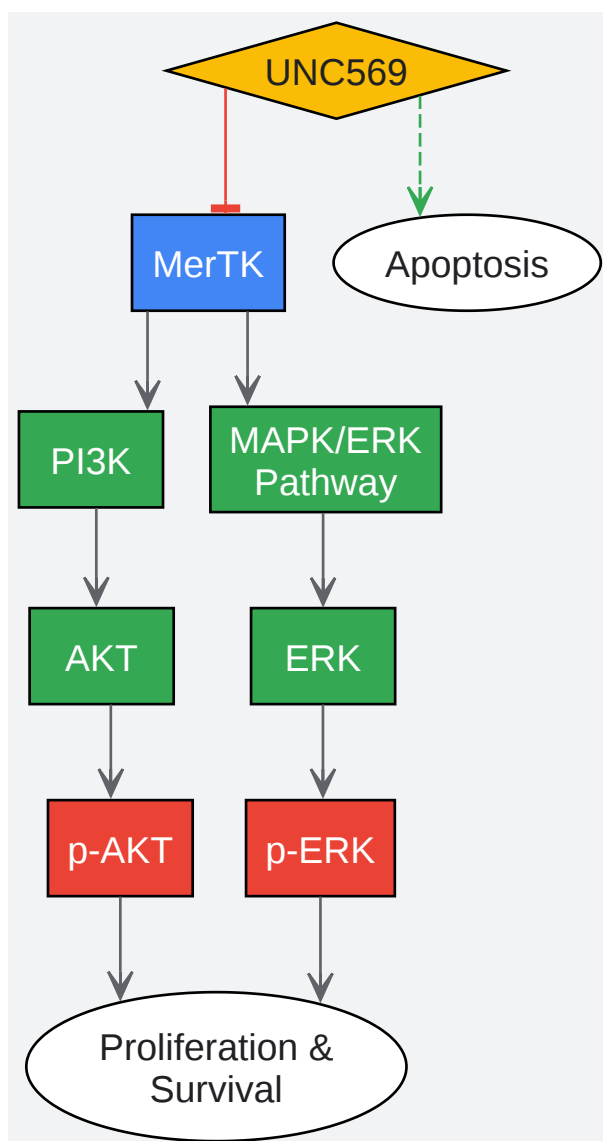 UNC569
MerTK
Apoptosis
PI3K
MAPK/ERK
Pathway
AKT
ERK
p-AKT
p-ERK
Proliferation &
Survival